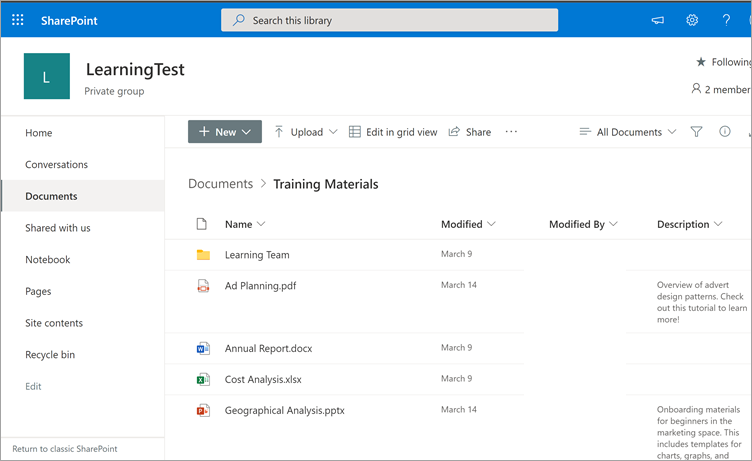 SharePoint
Search this library
?
L
LearningTest
Private group
Following
2 member
Home
Conversations
Documents
Shared with us
Notebook
Pages
Site contents
Recycle bin
Edit
Return to classic SharePoint
+ New
Upload
Edit in grid view
Share
...
All Documents
Documents > Training Materials
Name Modified Modified By Description
Learning Team March 9
Ad Planning.pdf March 14 Overview of advert
design patterns. Check
out this tutorial to learn
more!
Annual Report.docx March 9
Cost Analysis.xlsx March 9
Geographical Analysis.pptx March 14 Onboarding materials
for beginners in the
marketing space. This
includes templates for
charts, graphs, and